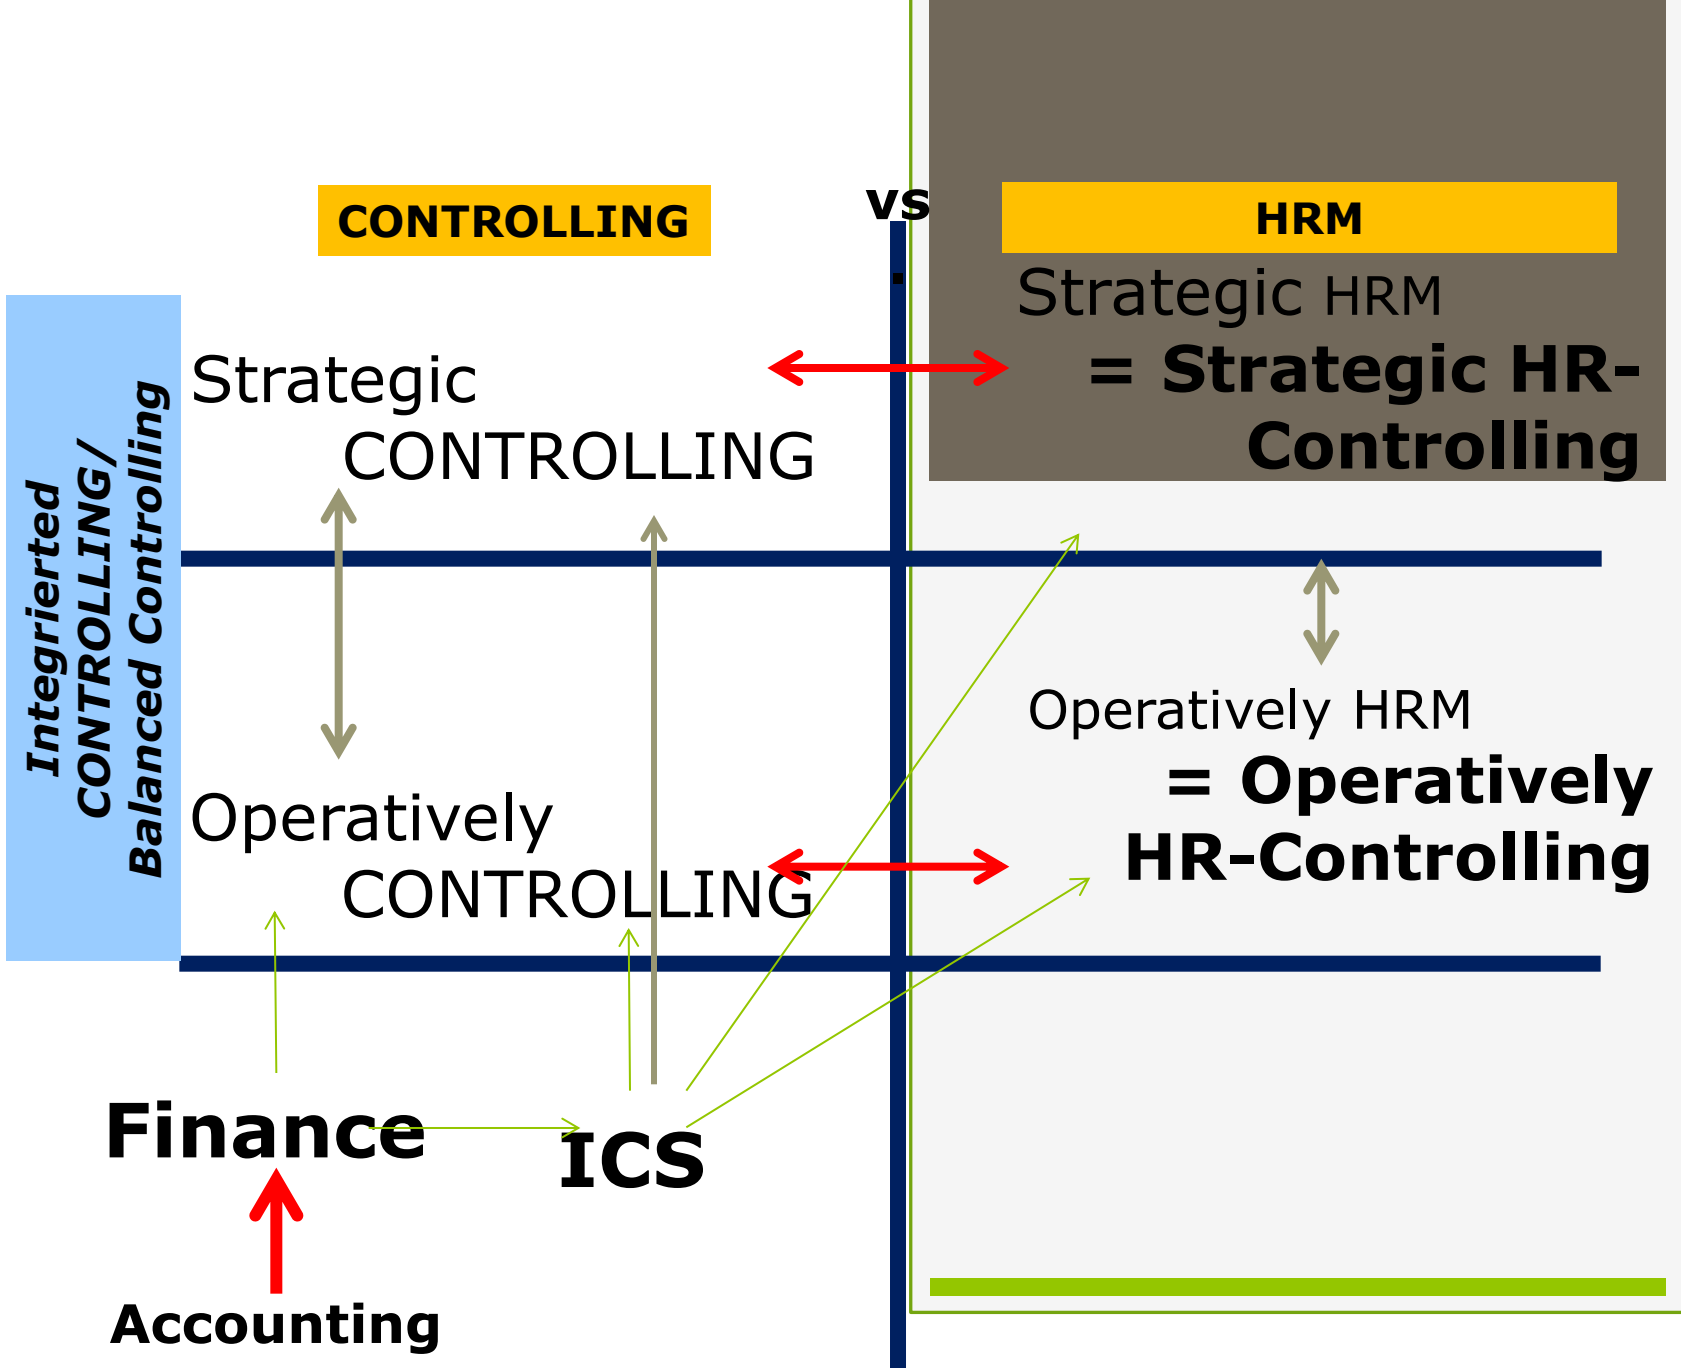 CONTROLLING
vs
.
HRM
Integrierted
CONTROLLING/
Balanced Controlling
Strategic
CONTROLLING
Strategic HRM
= Strategic HR-
Controlling
Operatively
CONTROLLING
Operatively HRM
= Operatively
HR-Controlling
Finance
ICS
Accounting